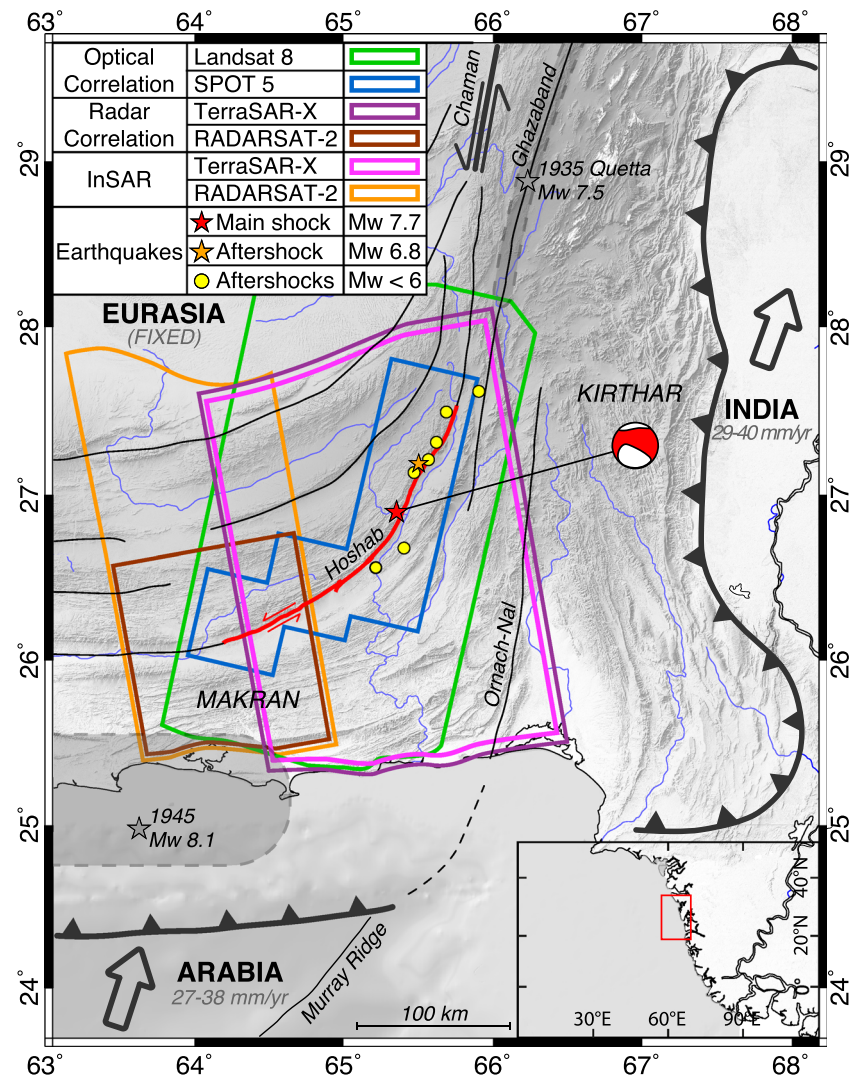 63° 64° 65° 66° 67° 68°
Optical
Correlation
Landsat 8
SPOT 5
Radar
Correlation
TerraSAR-X
RADARSAT-2
InSAR
TerraSAR-X
RADARSAT-2
Earthquakes
Main shock Mw 7.7
Aftershock Mw 6.8
Aftershocks Mw < 6
Chaman
Ghazaband
1935 Quetta
Mw 7.5
29°
29°
28°
28°
EURASIA
(FIXED)
KIRTHAR
INDIA
29-40 mm/yr
27°
27°
Hoshab
Ornach-Nal
26°
26°
MAKRAN
25°
25°
1945
Mw 8.1
ARABIA
27-38 mm/yr
Murray Ridge
100 km
24°
24°
40°N
20°N
0°
30°E 60°E 90°E
63° 64° 65° 66° 67° 68°